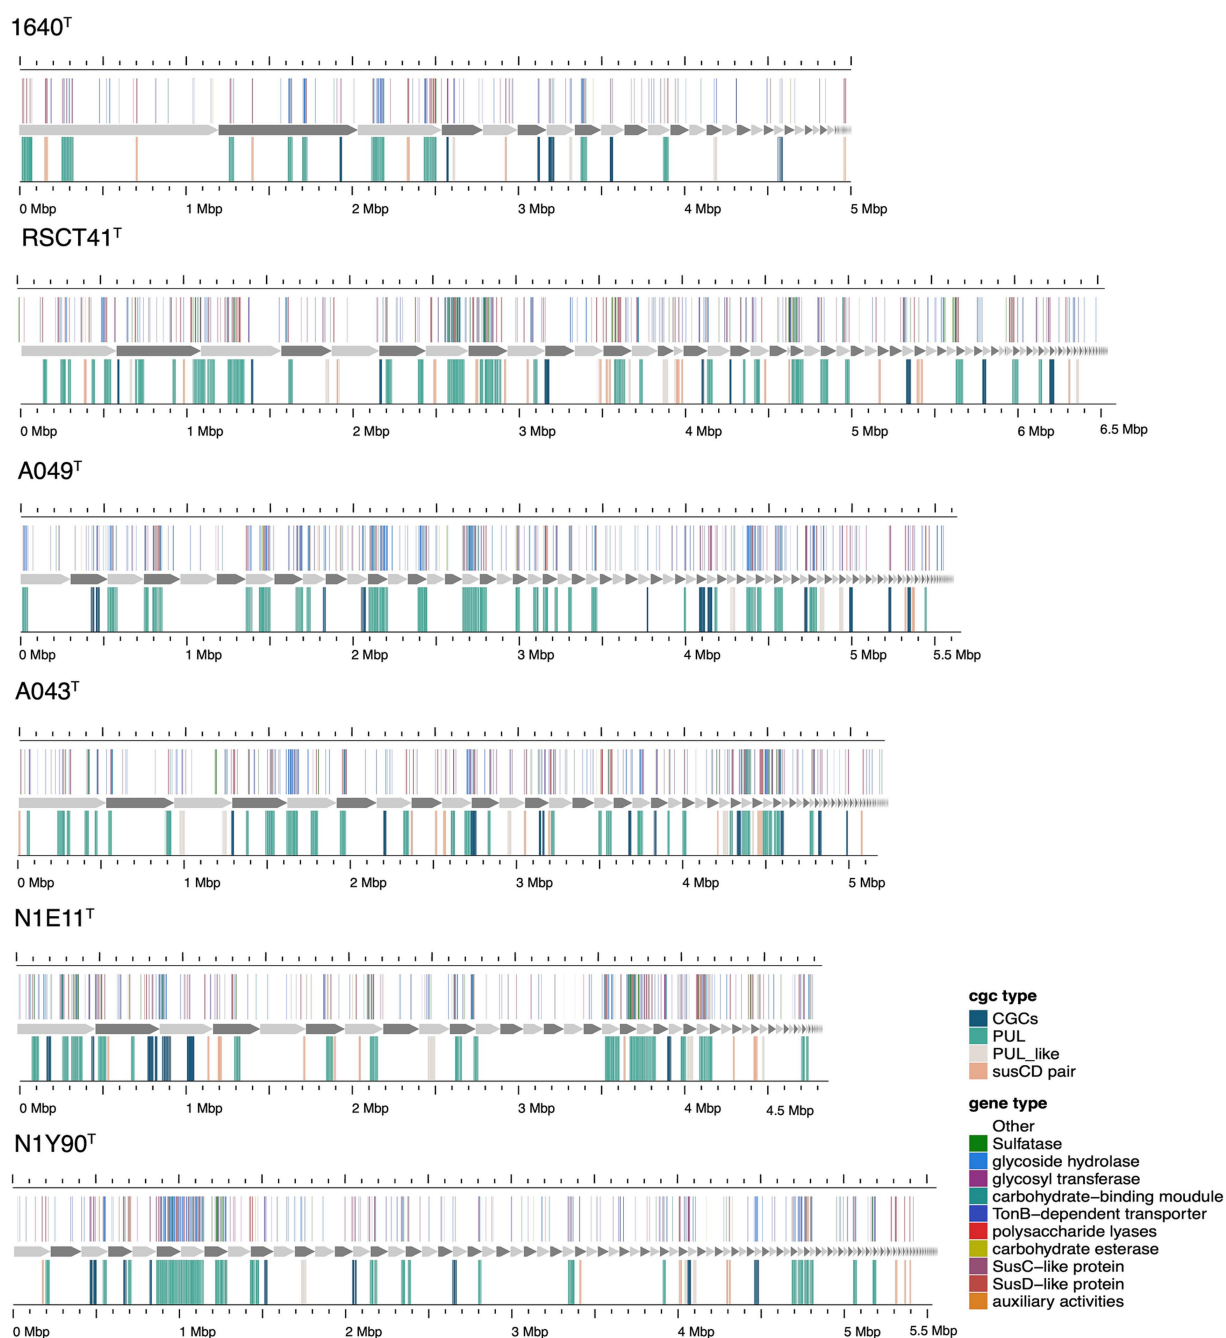 1640T
0 Mbp 1 Mbp 2 Mbp 3 Mbp 4 Mbp 5 Mbp
RSCT41T
0 Mbp 1 Mbp 2 Mbp 3 Mbp 4 Mbp 5 Mbp 6 Mbp 6.5 Mbp
A049T
0 Mbp 1 Mbp 2 Mbp 3 Mbp 4 Mbp 5 Mbp 5.5 Mbp
A043T
0 Mbp 1 Mbp 2 Mbp 3 Mbp 4 Mbp 5 Mbp
N1E11T
0 Mbp 1 Mbp 2 Mbp 3 Mbp 4 Mbp 4.5 Mbp
N1Y90T
0 Mbp 1 Mbp 2 Mbp 3 Mbp 4 Mbp 5 Mbp 5.5 Mbp
cgc type
CGCs
PUL
PUL_like
susCD pair
gene type
Other
Sulfatase
glycoside hydrolase
glycosyl transferase
carbohydrate−binding moudule
TonB−dependent transporter
polysaccharide lyases
carbohydrate esterase
SusC−like protein
SusD−like protein
auxiliary activities